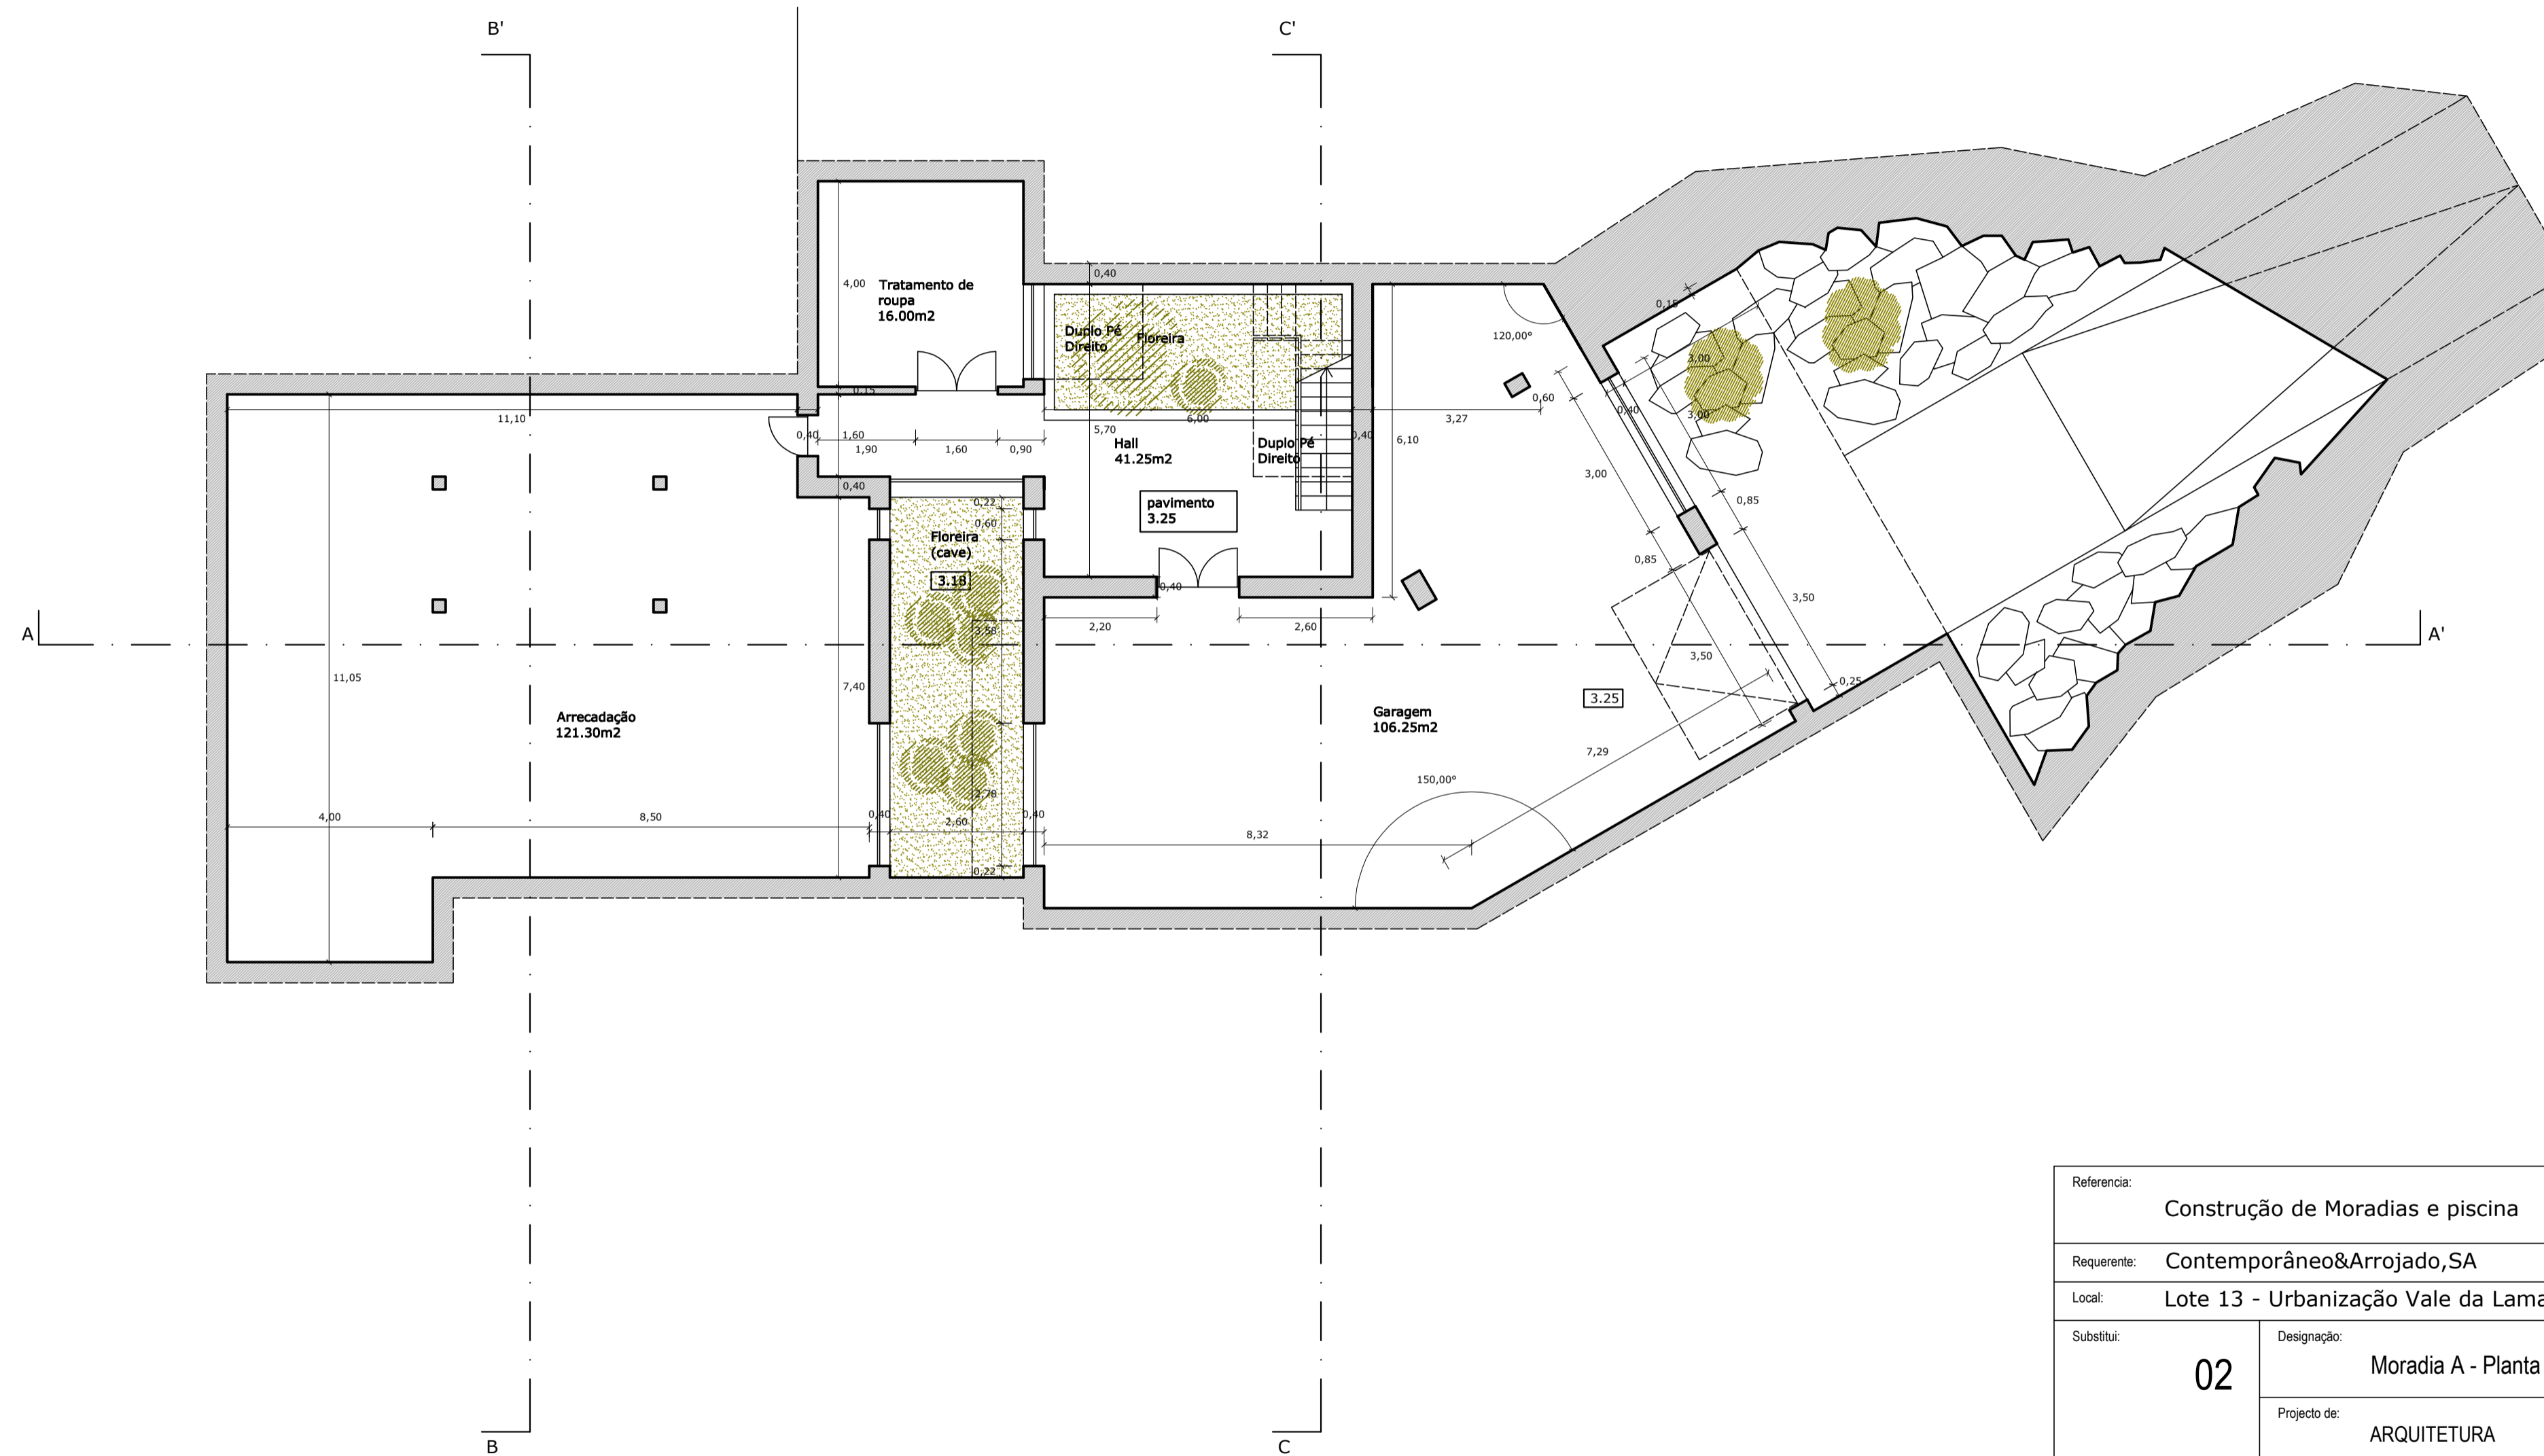 B'
C'
0,40
4,00
Tratamento de
roupa
16.00m2
Duplo Pé
Direito
Floreira
0,15
120,00°
3,00
0,60
0,40
3,00
0,15
11,10
0,40
1,60
1,90
1,60
0,90
5,70
6,00
Hall
41.25m2
Duplo Pé
Direito
0,40
6,10
3,27
3,00
0,85
0,40
0,22
0,60
pavimento
3.25
Floreira
(cave)
3.18
0,85
0,40
3,50
A
2,20
2,60
A'
3,58
3,50
11,05
7,40
0,25
3.25
Arrecadação
121.30m2
Garagem
106.25m2
7,29
150,00°
2,78
4,00
8,50
0,40
2,60
0,40
8,32
0,22
B
C
Referencia:
Construção de Moradias e piscina
Requerente:
Contemporâneo&Arrojado,SA
Local:
Lote 13 - Urbanização Vale da Lama
Substitui:
02
Designação:
Moradia A - Planta
Projecto de:
ARQUITETURA